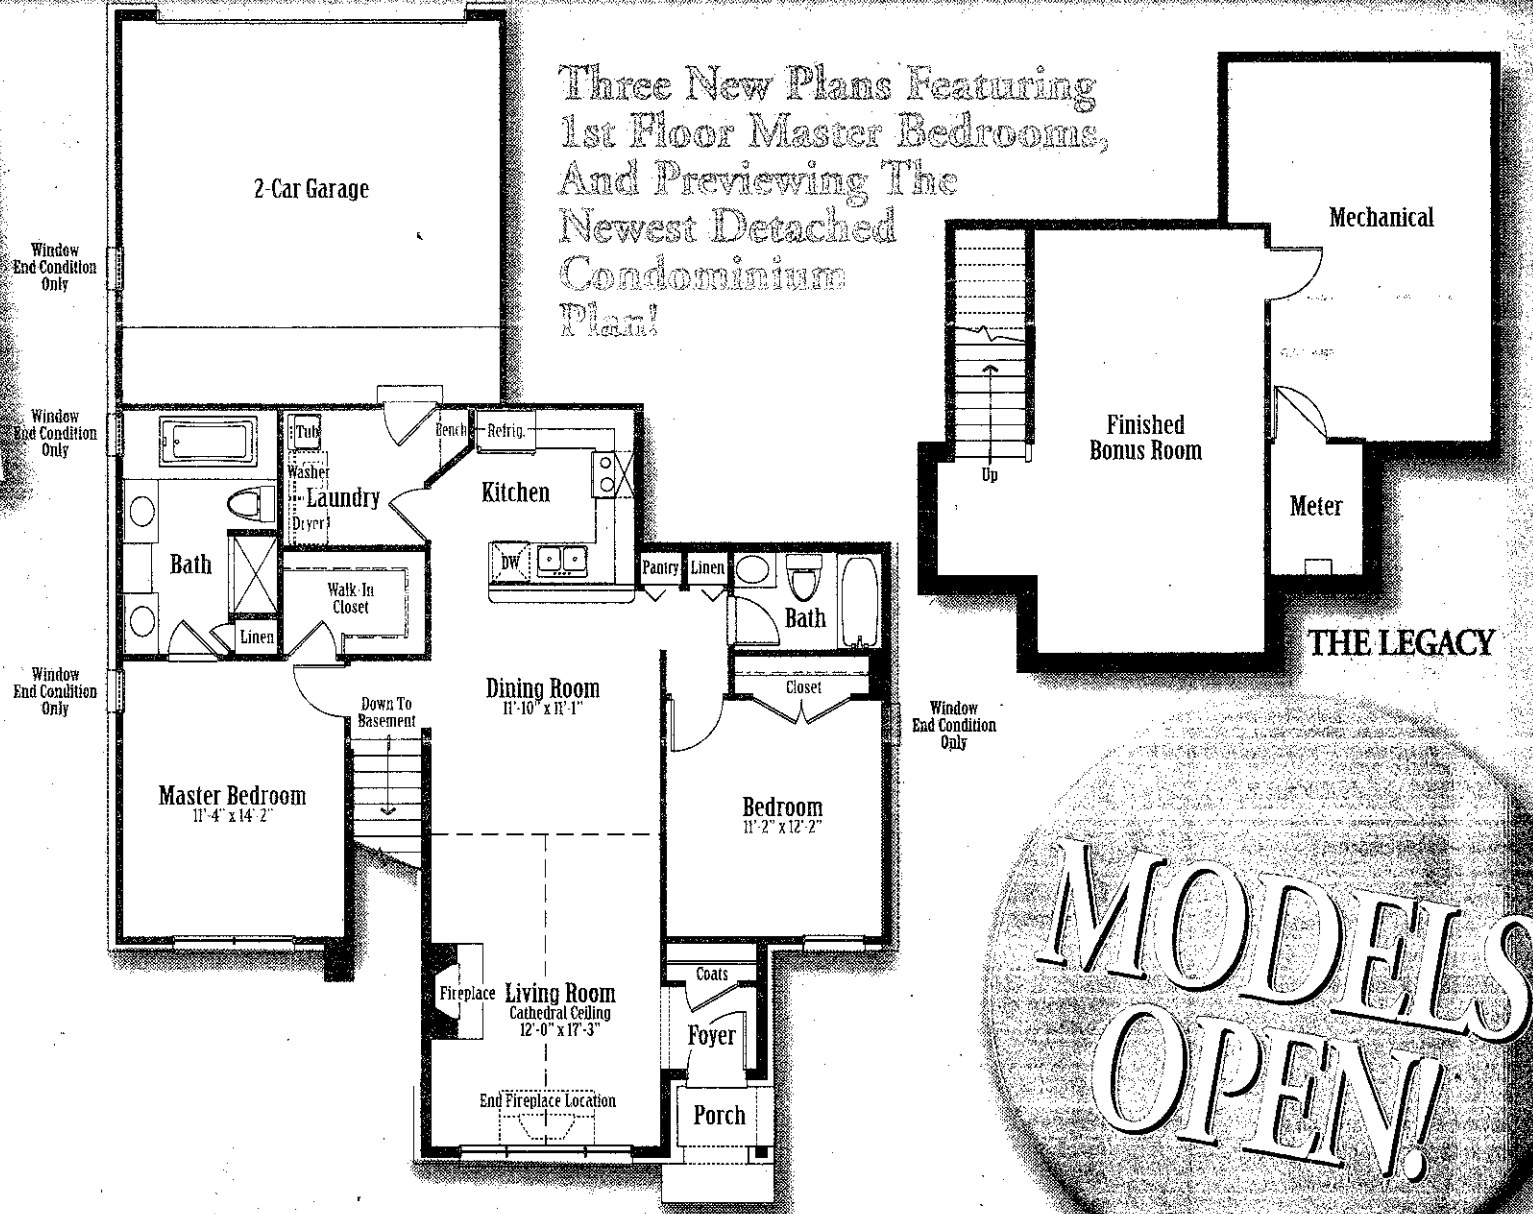 Three New Plans Featuring
1st Floor Master Bedrooms,
And Previewing The
Newest Detached
Condominium
Plan!
2-Car Garage
Window
End Condition
Only
Window
End Condition
Only
Window
End Condition
Only
Tub
Washer
Laundry
Dryer
Bench
Refrig.
Kitchen
DW
Bath
Walk-In
Closet
Linen
Pantry
Linen
Bath
Closet
Dining Room
11'-10" x 11'-1"
Down To
Basement
Master Bedroom
11'-4" x 14'-2"
Bedroom
11'-2" x 12'-2"
Window
End Condition
Only
Coats
Foyer
Porch
Fireplace
Living Room
Cathedral Ceiling
12'-0" x 17'-3"
End Fireplace Location
Mechanical
Finished
Bonus Room
Up
Meter
THE LEGACY
MODELS
OPEN!